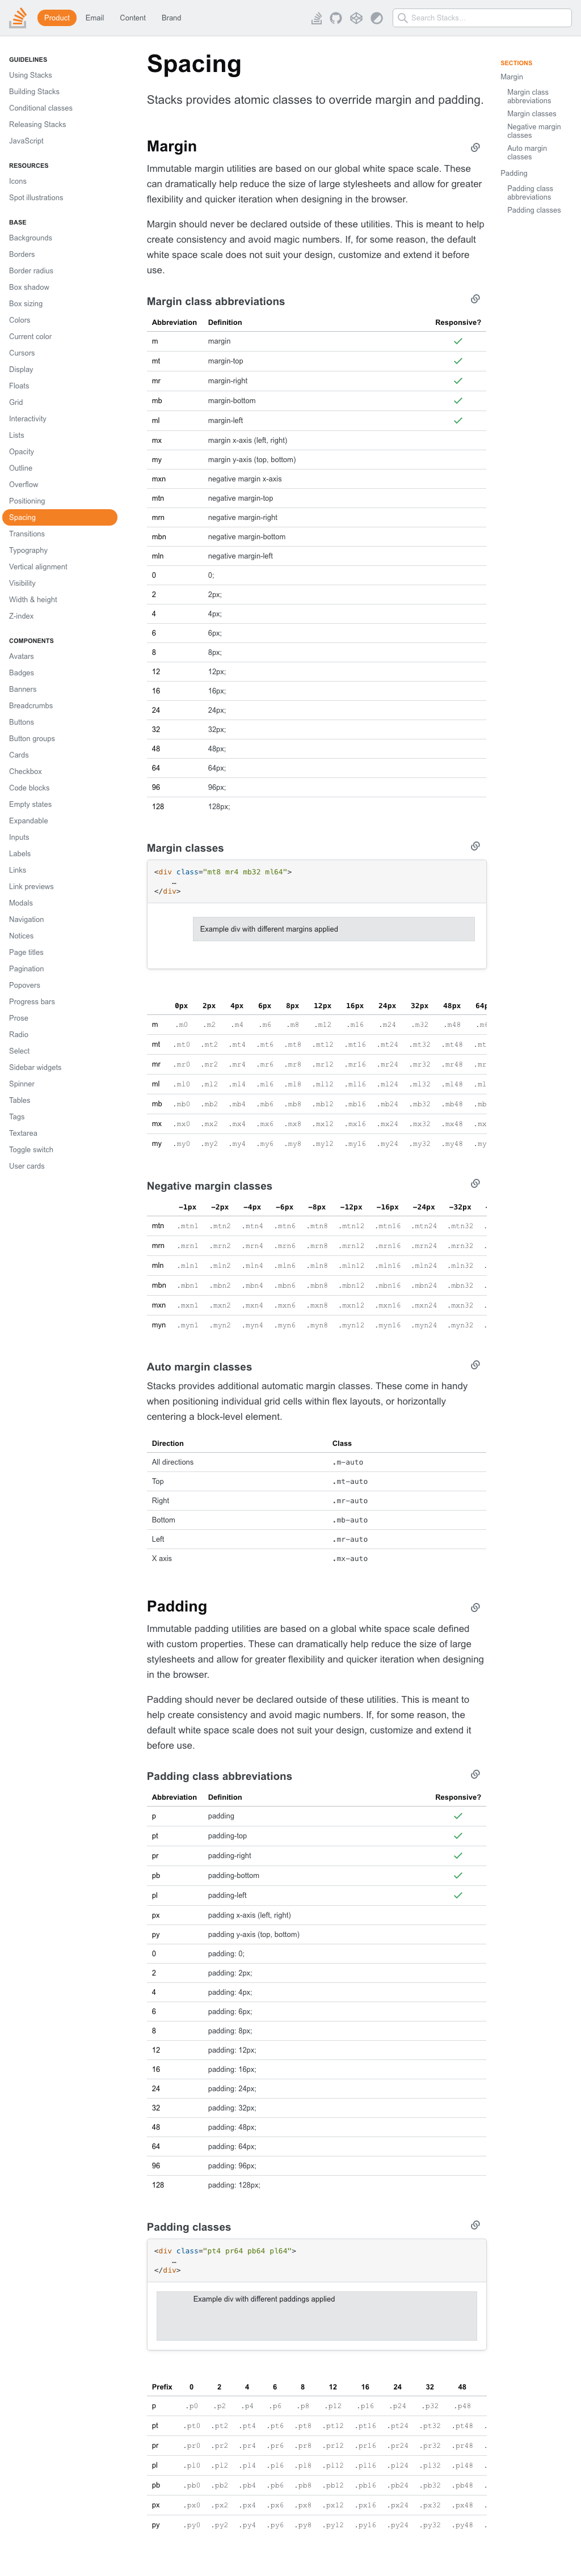 Product Email Content Brand Search Stacks…
GUIDELINES
Using Stacks
Building Stacks
Conditional classes
Releasing Stacks
JavaScript
RESOURCES
Icons
Spot illustrations
BASE
Backgrounds
Borders
Border radius
Box shadow
Box sizing
Colors
Current color
Cursors
Display
Floats
Grid
Interactivity
Lists
Opacity
Outline
Overflow
Positioning
Spacing
Transitions
Typography
Vertical alignment
Visibility
Width & height
Z-index
COMPONENTS
Avatars
Badges
Banners
Breadcrumbs
Buttons
Button groups
Cards
Checkbox
Code blocks
Empty states
Expandable
Inputs
Labels
Links
Link previews
Modals
Navigation
Notices
Page titles
Pagination
Popovers
Progress bars
Prose
Radio
Select
Sidebar widgets
Spinner
Tables
Tags
Textarea
Toggle switch
User cards
Spacing
Stacks provides atomic classes to override margin and padding.
Margin
Immutable margin utilities are based on our global white space scale. These
can dramatically help reduce the size of large stylesheets and allow for greater
flexibility and quicker iteration when designing in the browser.
Margin should never be declared outside of these utilities. This is meant to help
create consistency and avoid magic numbers. If, for some reason, the default
white space scale does not suit your design, customize and extend it before
use.
Margin class abbreviations
Abbreviation Definition Responsive?
m margin
mt margin-top
mr margin-right
mb margin-bottom
ml margin-left
mx margin x-axis (left, right)
my margin y-axis (top, bottom)
mxn negative margin x-axis
mtn negative margin-top
mrn negative margin-right
mbn negative margin-bottom
mln negative margin-left
0 0;
2 2px;
4 4px;
6 6px;
8 8px;
12 12px;
16 16px;
24 24px;
32 32px;
48 48px;
64 64px;
96 96px;
128 128px;
Margin classes
<div class="mt8 mr4 mb32 ml64">
…
</div>
Example div with different margins applied
0px 2px 4px 6px 8px 12px 16px 24px 32px 48px 64p
m .m0 .m2 .m4 .m6 .m8 .m12 .m16 .m24 .m32 .m48 .m6
mt .mt0 .mt2 .mt4 .mt6 .mt8 .mt12 .mt16 .mt24 .mt32 .mt48 .mt
mr .mr0 .mr2 .mr4 .mr6 .mr8 .mr12 .mr16 .mr24 .mr32 .mr48 .mr
ml .ml0 .ml2 .ml4 .ml6 .ml8 .ml12 .ml16 .ml24 .ml32 .ml48 .ml
mb .mb0 .mb2 .mb4 .mb6 .mb8 .mb12 .mb16 .mb24 .mb32 .mb48 .mb
mx .mx0 .mx2 .mx4 .mx6 .mx8 .mx12 .mx16 .mx24 .mx32 .mx48 .mx
my .my0 .my2 .my4 .my6 .my8 .my12 .my16 .my24 .my32 .my48 .my
Negative margin classes
−1px −2px −4px −6px −8px −12px −16px −24px −32px -
mtn .mtn1 .mtn2 .mtn4 .mtn6 .mtn8 .mtn12 .mtn16 .mtn24 .mtn32 .
mrn .mrn1 .mrn2 .mrn4 .mrn6 .mrn8 .mrn12 .mrn16 .mrn24 .mrn32 .
mln .mln1 .mln2 .mln4 .mln6 .mln8 .mln12 .mln16 .mln24 .mln32 .
mbn .mbn1 .mbn2 .mbn4 .mbn6 .mbn8 .mbn12 .mbn16 .mbn24 .mbn32 .
mxn .mxn1 .mxn2 .mxn4 .mxn6 .mxn8 .mxn12 .mxn16 .mxn24 .mxn32 .
myn .myn1 .myn2 .myn4 .myn6 .myn8 .myn12 .myn16 .myn24 .myn32 .
Auto margin classes
Stacks provides additional automatic margin classes. These come in handy
when positioning individual grid cells within flex layouts, or horizontally
centering a block-level element.
Direction Class
All directions .m-auto
Top .mt-auto
Right .mr-auto
Bottom .mb-auto
Left .mr-auto
X axis .mx-auto
Padding
Immutable padding utilities are based on a global white space scale defined
with custom properties. These can dramatically help reduce the size of large
stylesheets and allow for greater flexibility and quicker iteration when designing
in the browser.
Padding should never be declared outside of these utilities. This is meant to
help create consistency and avoid magic numbers. If, for some reason, the
default white space scale does not suit your design, customize and extend it
before use.
Padding class abbreviations
Abbreviation Definition Responsive?
p padding
pt padding-top
pr padding-right
pb padding-bottom
pl padding-left
px padding x-axis (left, right)
py padding y-axis (top, bottom)
0 padding: 0;
2 padding: 2px;
4 padding: 4px;
6 padding: 6px;
8 padding: 8px;
12 padding: 12px;
16 padding: 16px;
24 padding: 24px;
32 padding: 32px;
48 padding: 48px;
64 padding: 64px;
96 padding: 96px;
128 padding: 128px;
Padding classes
<div class="pt4 pr64 pb64 pl64">
…
</div>
Example div with different paddings applied
Prefix 0 2 4 6 8 12 16 24 32 48
p .p0 .p2 .p4 .p6 .p8 .p12 .p16 .p24 .p32 .p48
pt .pt0 .pt2 .pt4 .pt6 .pt8 .pt12 .pt16 .pt24 .pt32 .pt48 .
pr .pr0 .pr2 .pr4 .pr6 .pr8 .pr12 .pr16 .pr24 .pr32 .pr48 .
pl .pl0 .pl2 .pl4 .pl6 .pl8 .pl12 .pl16 .pl24 .pl32 .pl48 .
pb .pb0 .pb2 .pb4 .pb6 .pb8 .pb12 .pb16 .pb24 .pb32 .pb48 .
px .px0 .px2 .px4 .px6 .px8 .px12 .px16 .px24 .px32 .px48 .
py .py0 .py2 .py4 .py6 .py8 .py12 .py16 .py24 .py32 .py48 .
SECTIONS
Margin
Margin class
abbreviations
Margin classes
Negative margin
classes
Auto margin
classes
Padding
Padding class
abbreviations
Padding classes